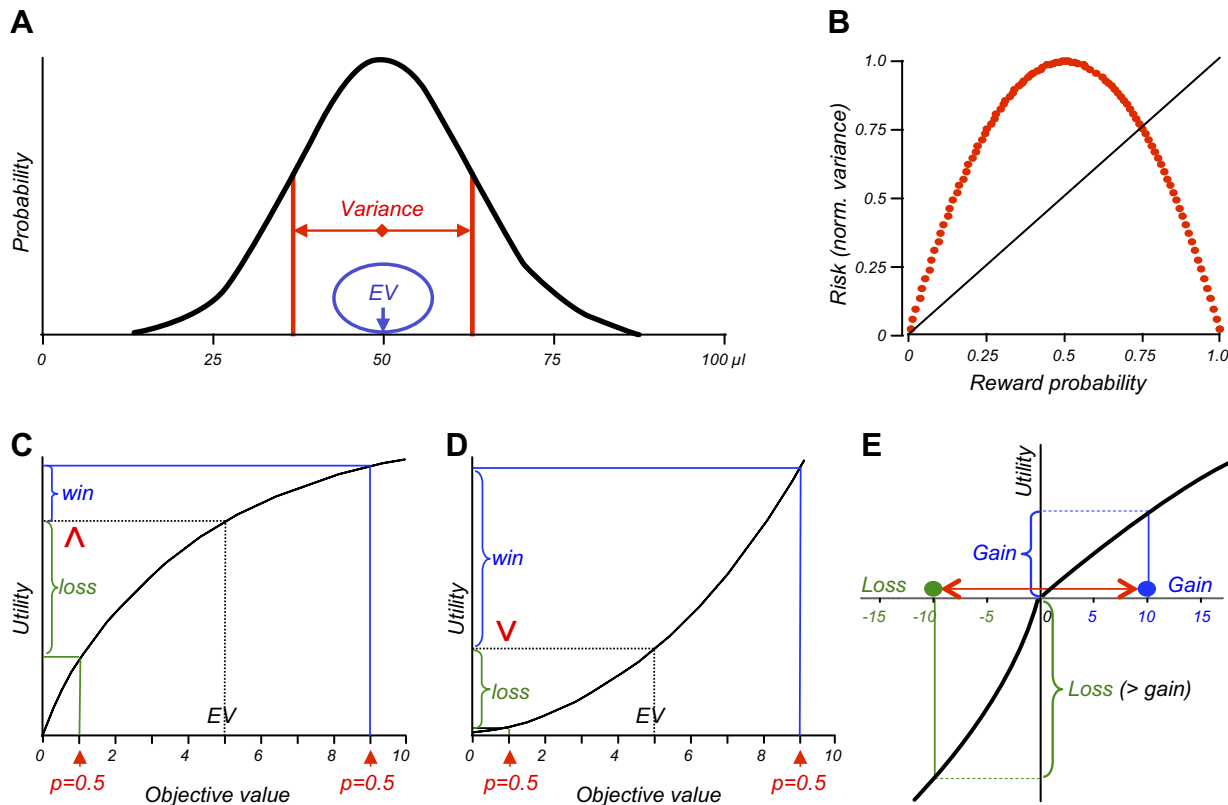 A
Probability
Variance
EV
0 25 50 75 100 µl
B
Risk (norm. variance)
1.0
0.75
0.5
0.25
0
0 0.25 0.5 0.75 1.0
Reward probability
C
Utility
win
>
loss
EV
0 2 4 6 8 10
p=0.5 p=0.5
Objective value
D
Utility
win
<
loss
EV
0 2 4 6 8 10
p=0.5 p=0.5
Objective value
E
Utility
Gain
Loss Gain
-15 -10 -5 0 5 10 15
Loss (> gain)